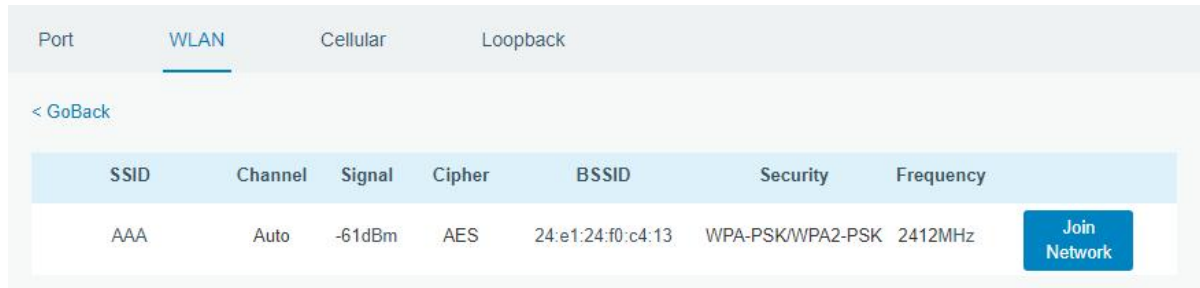 Port WLAN Cellular Loopback
< GoBack
SSID Channel Signal Cipher BSSID Security Frequency
AAA Auto -61dBm AES 24:e1:24:f0:c4:13 WPA-PSK/WPA2-PSK 2412MHz Join Network